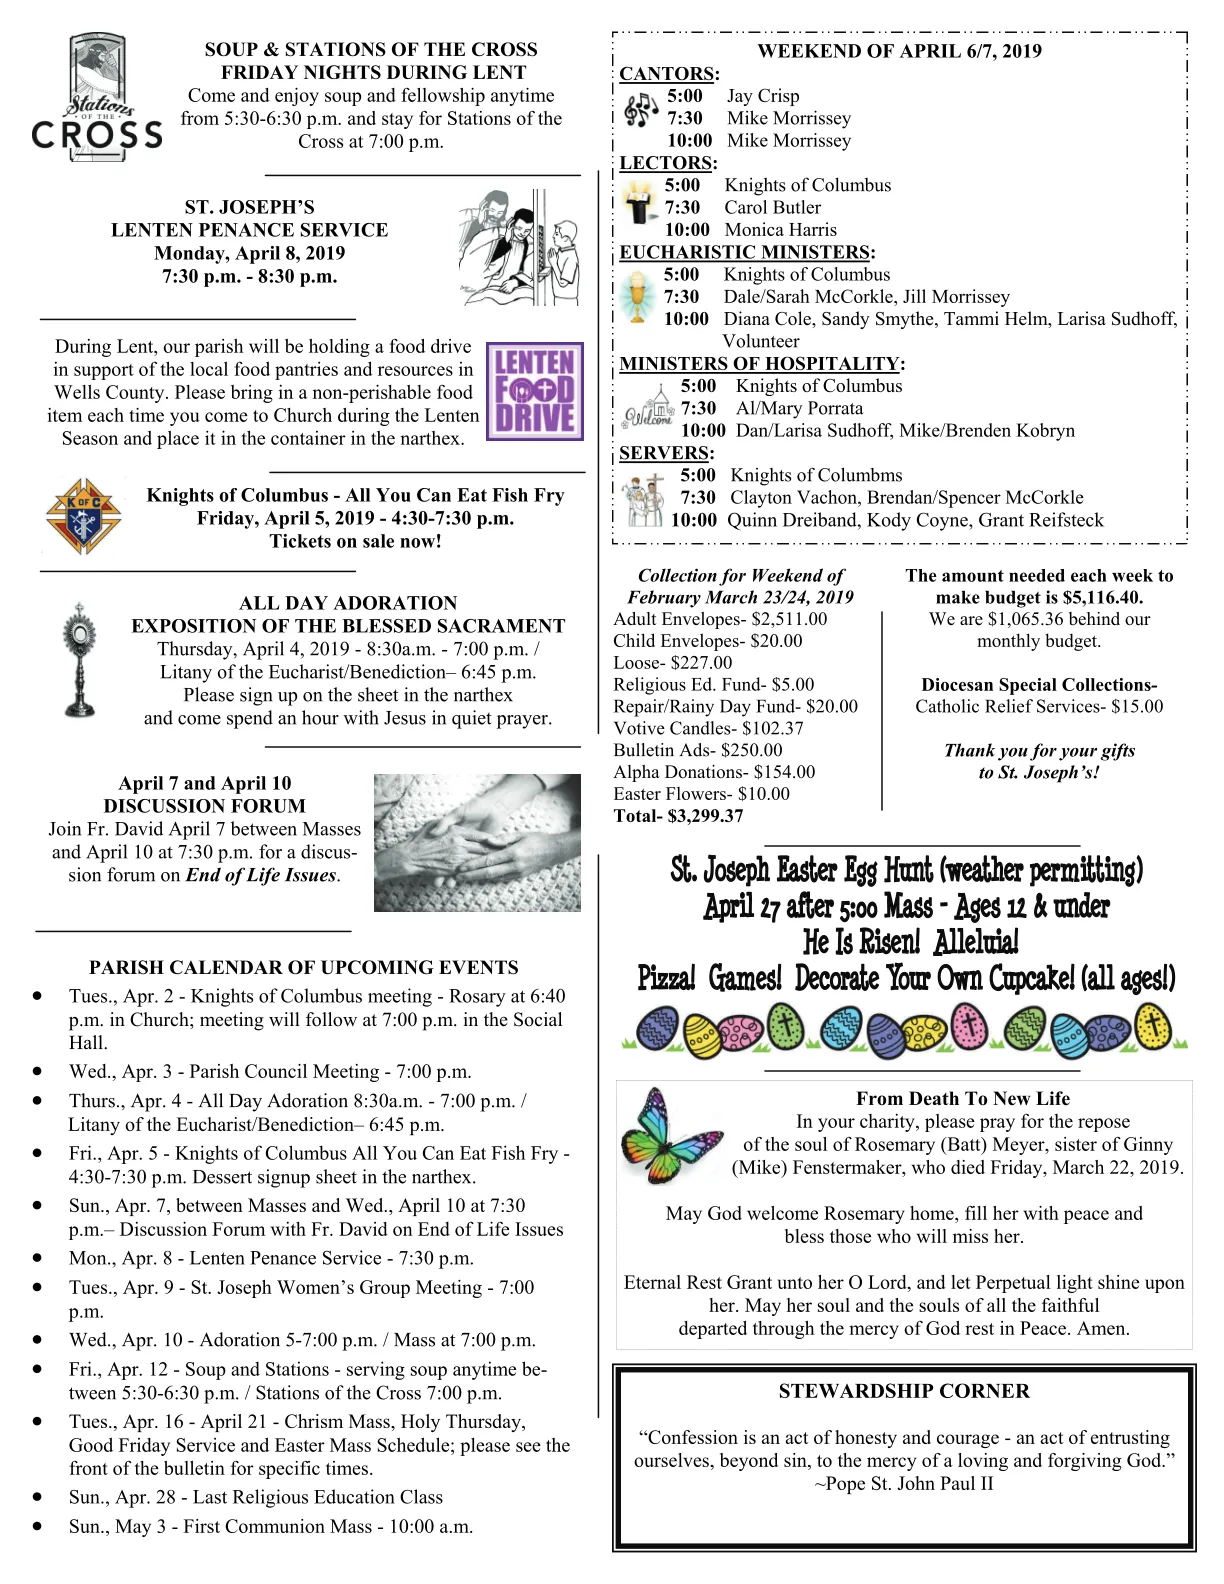 Stations
OF THE
CROSS
SOUP & STATIONS OF THE CROSS
FRIDAY NIGHTS DURING LENT
Come and enjoy soup and fellowship anytime
from 5:30-6:30 p.m. and stay for Stations of the
Cross at 7:00 p.m.
ST. JOSEPH’S
LENTEN PENANCE SERVICE
Monday, April 8, 2019
7:30 p.m. - 8:30 p.m.
During Lent, our parish will be holding a food drive
in support of the local food pantries and resources in
Wells County. Please bring in a non-perishable food
item each time you come to Church during the Lenten
Season and place it in the container in the narthex.
LENTEN
FOOD
DRIVE
K OF C
Knights of Columbus - All You Can Eat Fish Fry
Friday, April 5, 2019 - 4:30-7:30 p.m.
Tickets on sale now!
ALL DAY ADORATION
EXPOSITION OF THE BLESSED SACRAMENT
Thursday, April 4, 2019 - 8:30a.m. - 7:00 p.m. /
Litany of the Eucharist/Benediction– 6:45 p.m.
Please sign up on the sheet in the narthex
and come spend an hour with Jesus in quiet prayer.
April 7 and April 10
DISCUSSION FORUM
Join Fr. David April 7 between Masses
and April 10 at 7:30 p.m. for a discus-
sion forum on End of Life Issues.
PARISH CALENDAR OF UPCOMING EVENTS
• Tues., Apr. 2 - Knights of Columbus meeting - Rosary at 6:40
p.m. in Church; meeting will follow at 7:00 p.m. in the Social
Hall.
• Wed., Apr. 3 - Parish Council Meeting - 7:00 p.m.
• Thurs., Apr. 4 - All Day Adoration 8:30a.m. - 7:00 p.m. /
Litany of the Eucharist/Benediction– 6:45 p.m.
• Fri., Apr. 5 - Knights of Columbus All You Can Eat Fish Fry -
4:30-7:30 p.m. Dessert signup sheet in the narthex.
• Sun., Apr. 7, between Masses and Wed., April 10 at 7:30
p.m.– Discussion Forum with Fr. David on End of Life Issues
• Mon., Apr. 8 - Lenten Penance Service - 7:30 p.m.
• Tues., Apr. 9 - St. Joseph Women’s Group Meeting - 7:00
p.m.
• Wed., Apr. 10 - Adoration 5-7:00 p.m. / Mass at 7:00 p.m.
• Fri., Apr. 12 - Soup and Stations - serving soup anytime be-
tween 5:30-6:30 p.m. / Stations of the Cross 7:00 p.m.
• Tues., Apr. 16 - April 21 - Chrism Mass, Holy Thursday,
Good Friday Service and Easter Mass Schedule; please see the
front of the bulletin for specific times.
• Sun., Apr. 28 - Last Religious Education Class
• Sun., May 3 - First Communion Mass - 10:00 a.m.
WEEKEND OF APRIL 6/7, 2019
CANTORS:
5:00 Jay Crisp
7:30 Mike Morrissey
10:00 Mike Morrissey
LECTORS:
5:00 Knights of Columbus
7:30 Carol Butler
10:00 Monica Harris
EUCHARISTIC MINISTERS:
5:00 Knights of Columbus
7:30 Dale/Sarah McCorkle, Jill Morrissey
10:00 Diana Cole, Sandy Smythe, Tammi Helm, Larisa Sudhoff,
Volunteer
MINISTERS OF HOSPITALITY:
Welcome
5:00 Knights of Columbus
7:30 Al/Mary Porrata
10:00 Dan/Larisa Sudhoff, Mike/Brenden Kobryn
SERVERS:
5:00 Knights of Columbms
7:30 Clayton Vachon, Brendan/Spencer McCorkle
10:00 Quinn Dreiband, Kody Coyne, Grant Reifsteck
Collection for Weekend of
February March 23/24, 2019
Adult Envelopes- $2,511.00
Child Envelopes- $20.00
Loose- $227.00
Religious Ed. Fund- $5.00
Repair/Rainy Day Fund- $20.00
Votive Candles- $102.37
Bulletin Ads- $250.00
Alpha Donations- $154.00
Easter Flowers- $10.00
Total- $3,299.37
The amount needed each week to
make budget is $5,116.40.
We are $1,065.36 behind our
monthly budget.
Diocesan Special Collections-
Catholic Relief Services- $15.00
Thank you for your gifts
to St. Joseph’s!
St. Joseph Easter Egg Hunt (weather permitting)
April 27 after 5:00 Mass - Ages 12 & under
He Is Risen! Alleluia!
Pizza! Games! Decorate Your Own Cupcake! (all ages!)
From Death To New Life
In your charity, please pray for the repose
of the soul of Rosemary (Batt) Meyer, sister of Ginny
(Mike) Fenstermaker, who died Friday, March 22, 2019.
May God welcome Rosemary home, fill her with peace and
bless those who will miss her.
Eternal Rest Grant unto her O Lord, and let Perpetual light shine upon
her. May her soul and the souls of all the faithful
departed through the mercy of God rest in Peace. Amen.
STEWARDSHIP CORNER
“Confession is an act of honesty and courage - an act of entrusting
ourselves, beyond sin, to the mercy of a loving and forgiving God.”
~Pope St. John Paul II